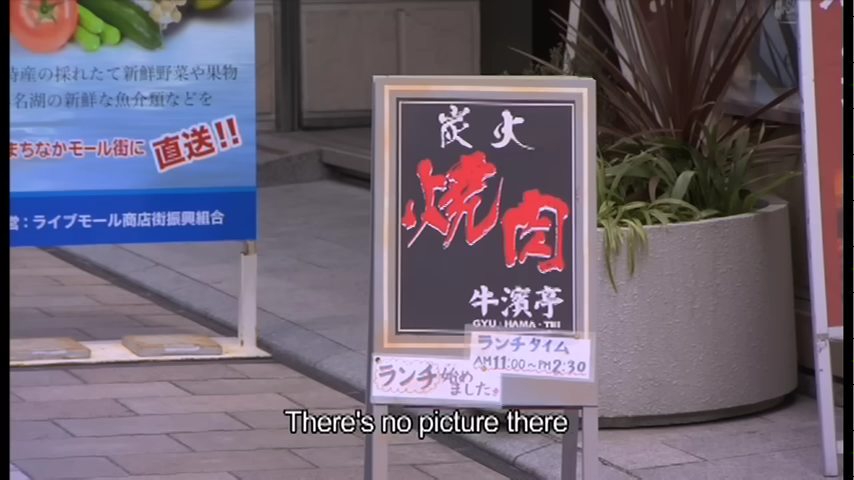 特産の採れたて新鮮野菜や果物
名湖の新鮮な魚介類などを
まちなかモール街に 直送!!
営：ライブモール商店街振興組合
炭火
焼肉
牛濱亭
GYU・HAMA・TEI
ランチタイム
AM11:00〜PM2:30
ランチ始め
ました。
There's no picture there